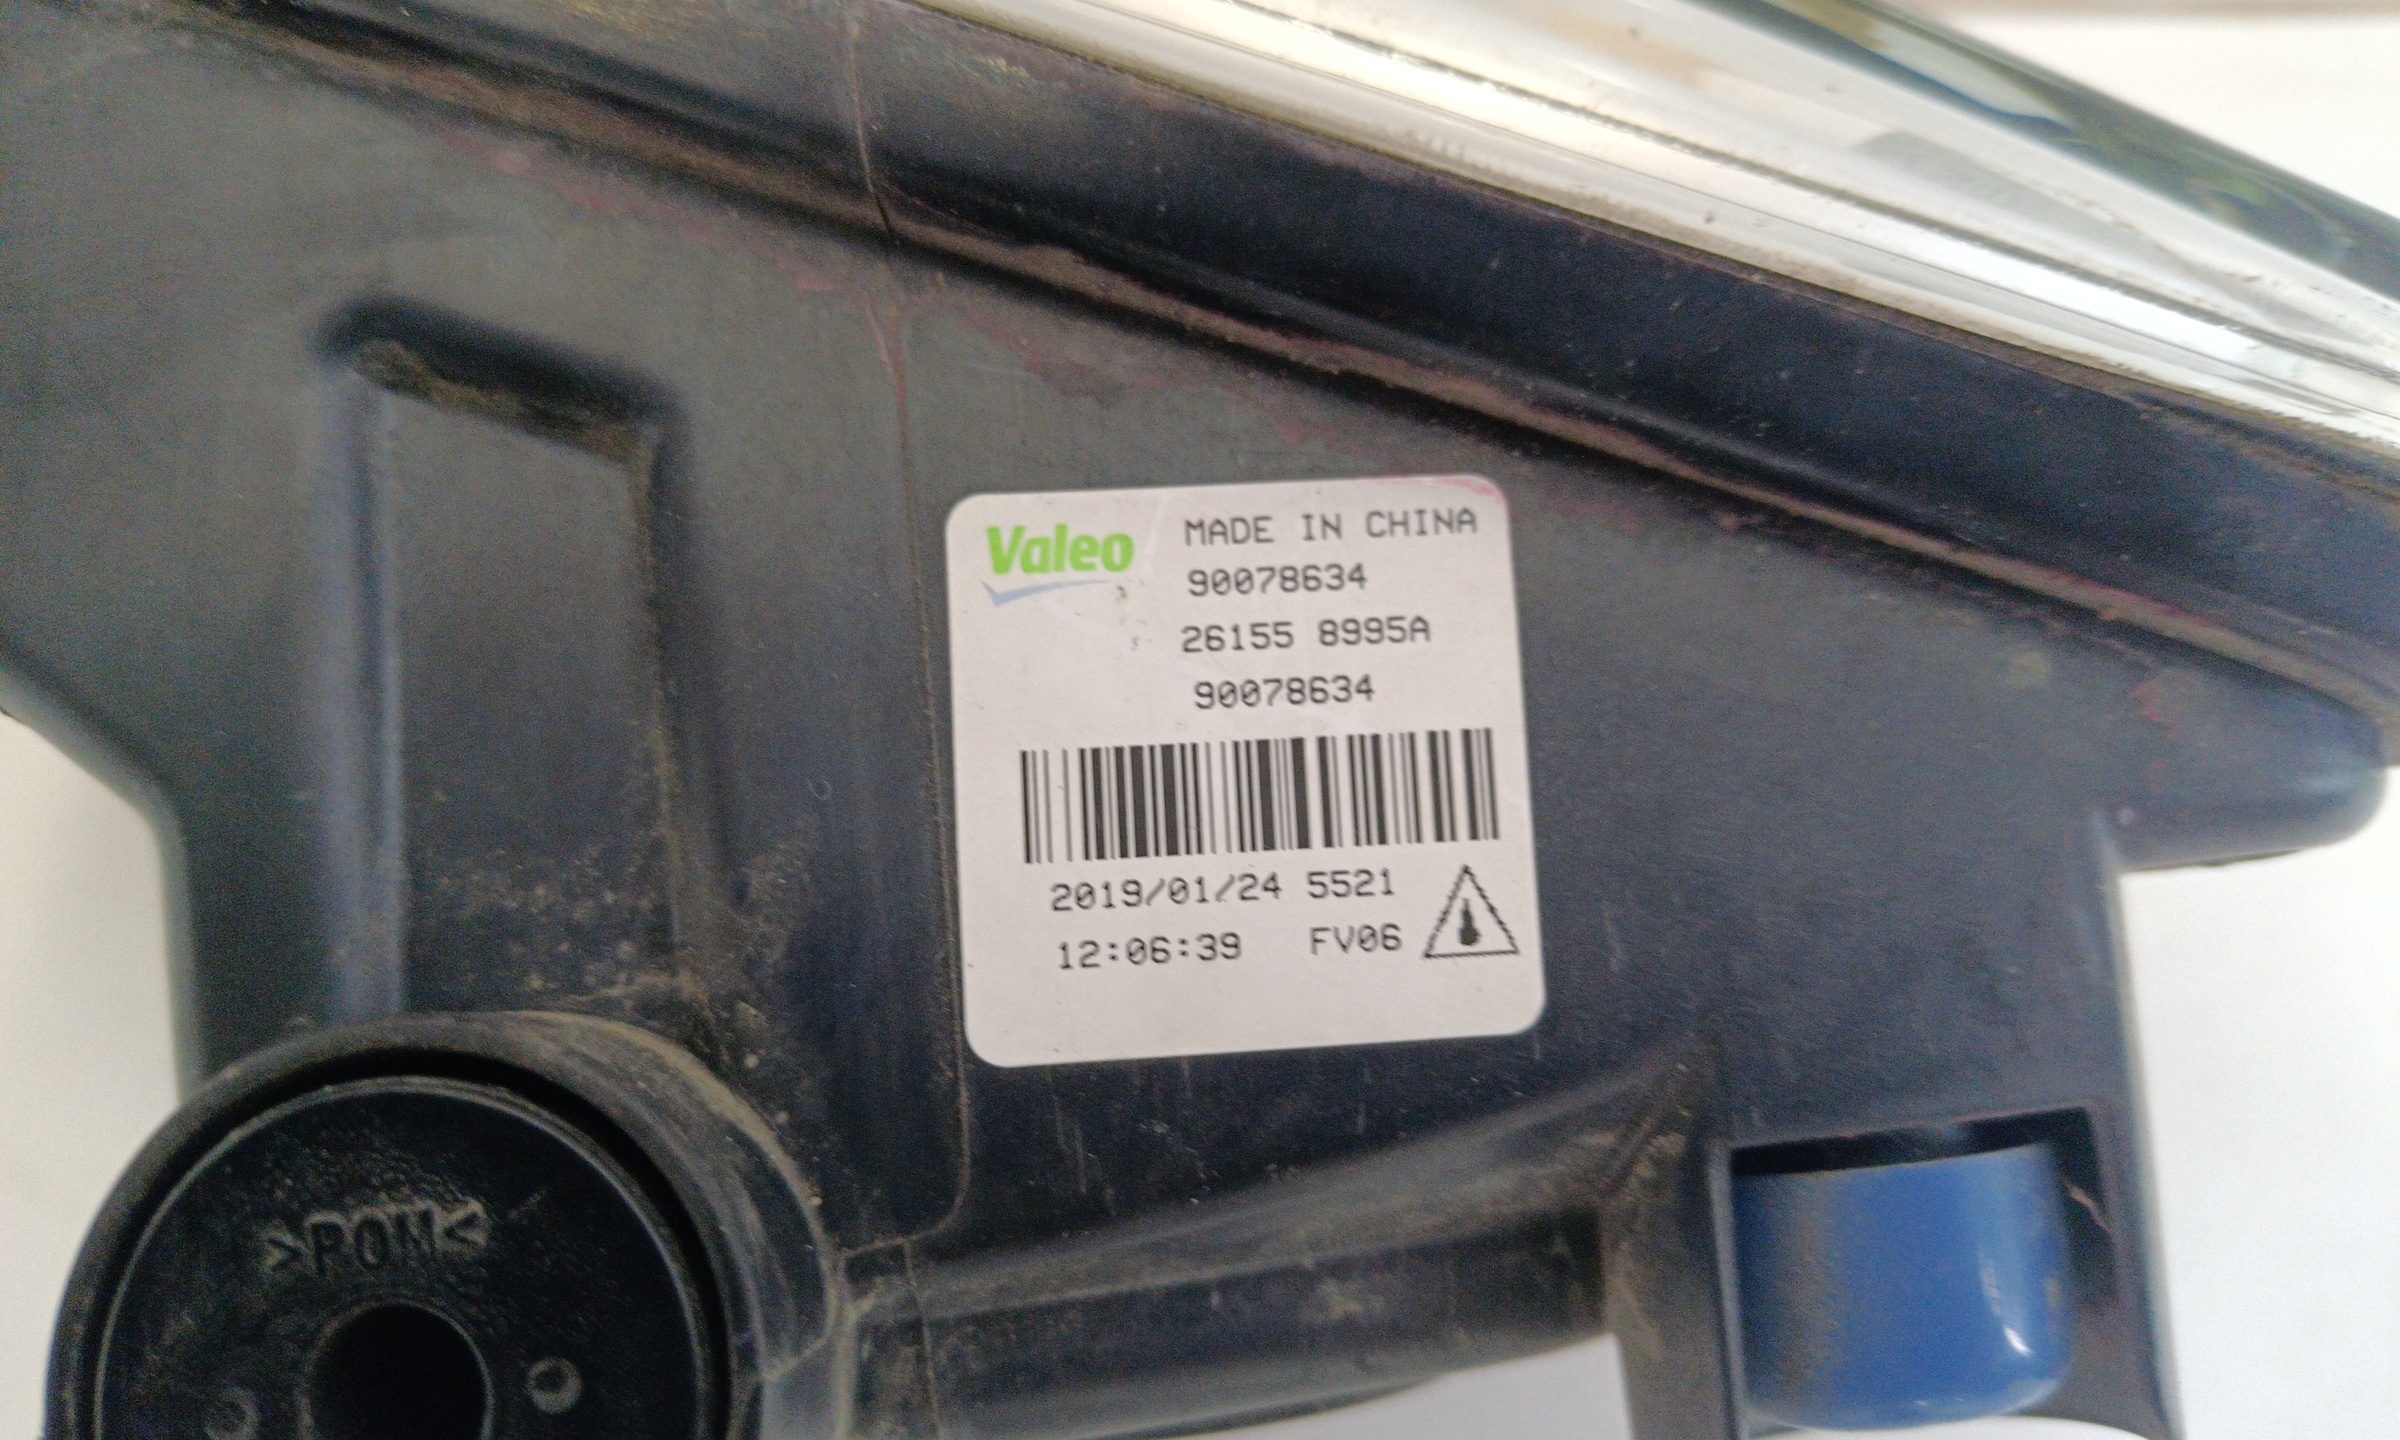 Valeo
MADE IN CHINA
90078634
26155 8995A
90078634
2019/01/24 5521
12:06:39 FV06
>POM<